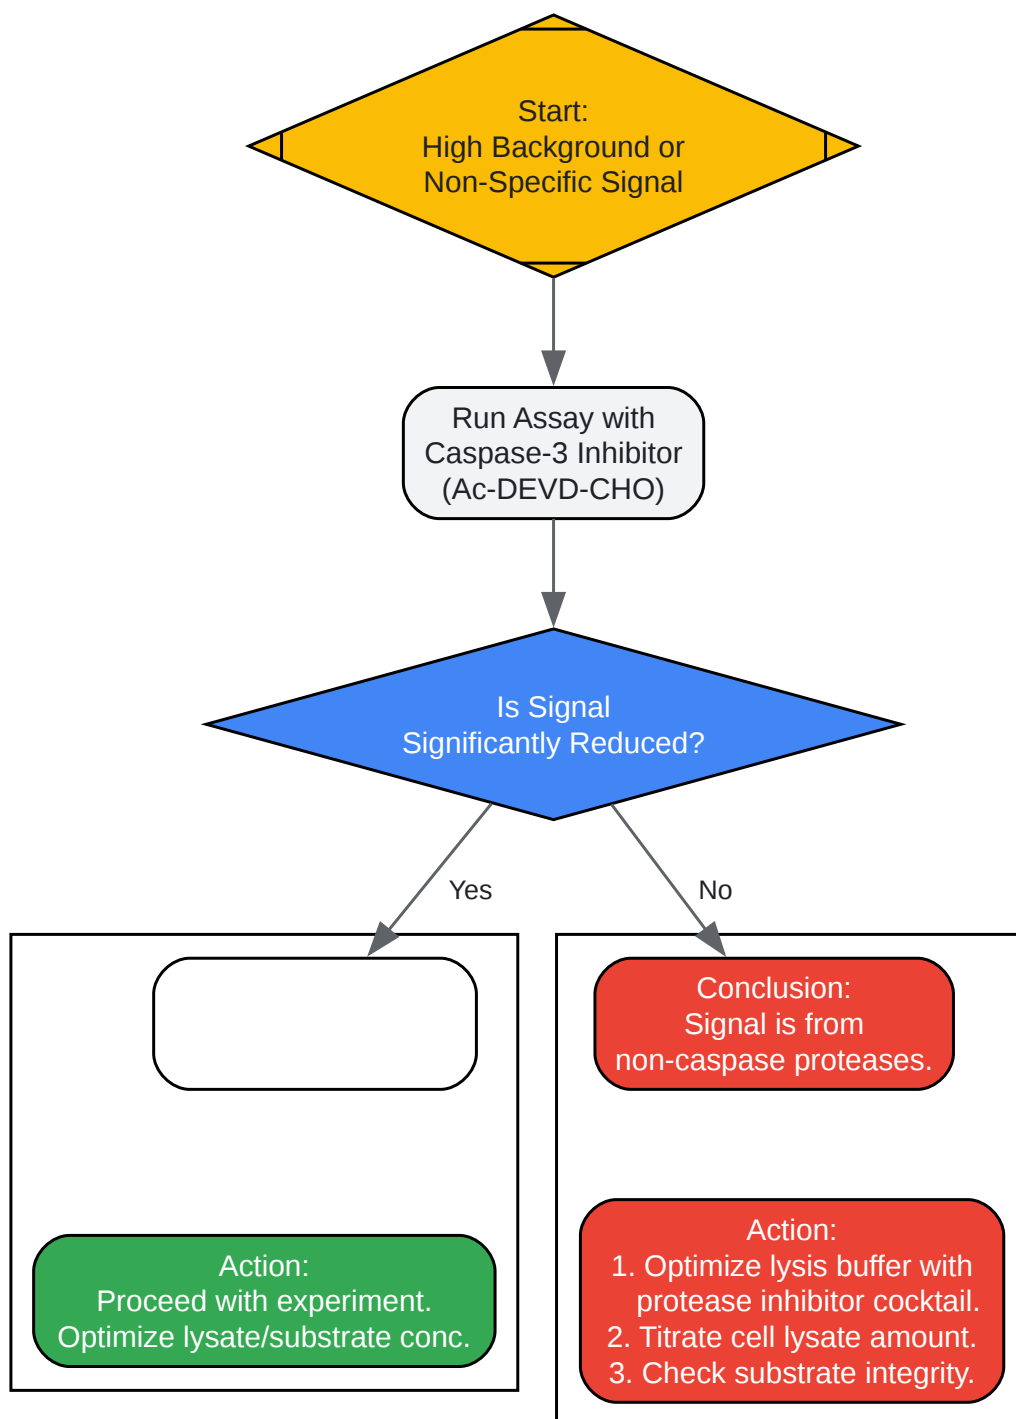 Start:
High Background or
Non-Specific Signal
Run Assay with
Caspase-3 Inhibitor
(Ac-DEVD-CHO)
Is Signal
Significantly Reduced?
Yes
No
Conclusion:
Signal is from
non-caspase proteases.
Action:
Proceed with experiment.
Optimize lysate/substrate conc.
Action:
1. Optimize lysis buffer with
protease inhibitor cocktail.
2. Titrate cell lysate amount.
3. Check substrate integrity.